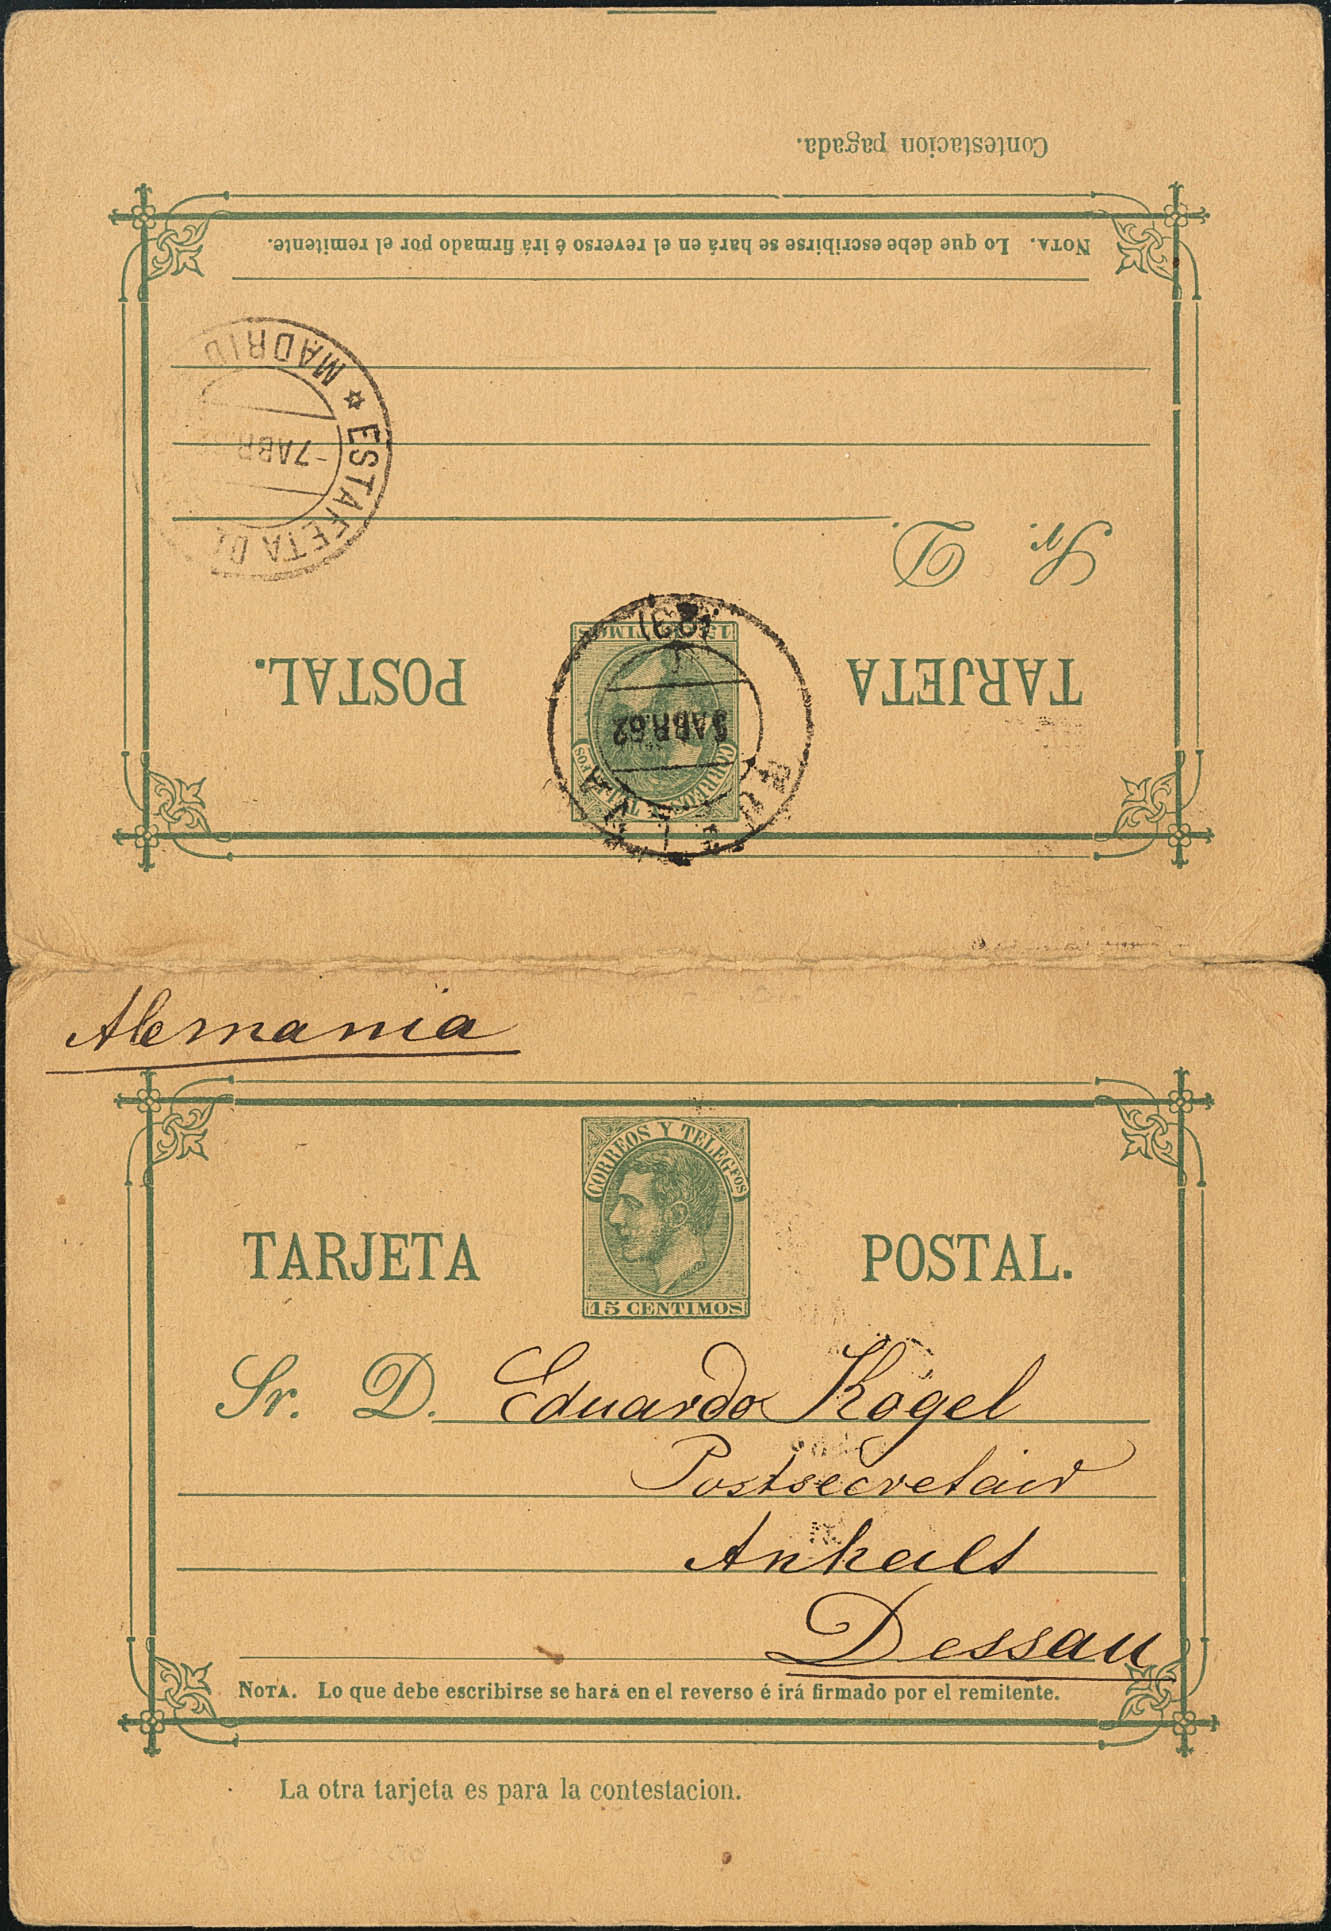 Contestacion pagada.
NOTA. Lo que debe escribirse se hará en el reverso é irá firmado por el remitente.
MADRID
ESTAFETA
7 ABR
Sr. D.
TARJETA POSTAL.
CORREOS
HUELVA
5 ABR. 82
Alemania
CORREOS Y TELEGFOS
15 CENTIMOS
TARJETA POSTAL.
Sr. D. Eduardo Kogel
Postsecretair
Anhalt
Dessau
NOTA. Lo que debe escribirse se hará en el reverso é irá firmado por el remitente.
La otra tarjeta es para la contestacion.